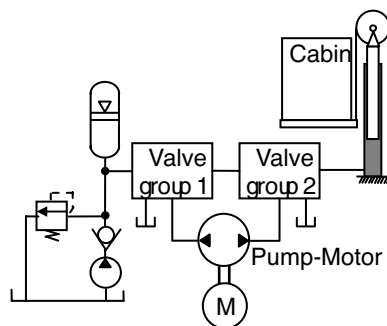 Cabin
Valve
group 1
Valve
group 2
Pump-Motor
M